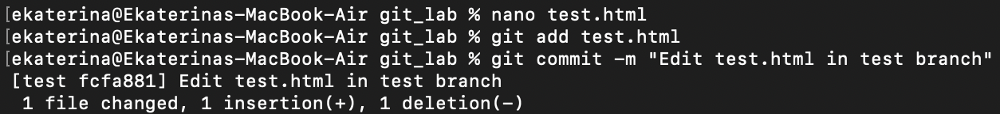 [ekaterina@Ekaterinas-MacBook-Air git_lab % nano test.html
[ekaterina@Ekaterinas-MacBook-Air git_lab % git add test.html
[ekaterina@Ekaterinas-MacBook-Air git_lab % git commit -m "Edit test.html in test branch"
[test fcfa881] Edit test.html in test branch
1 file changed, 1 insertion(+), 1 deletion(-)